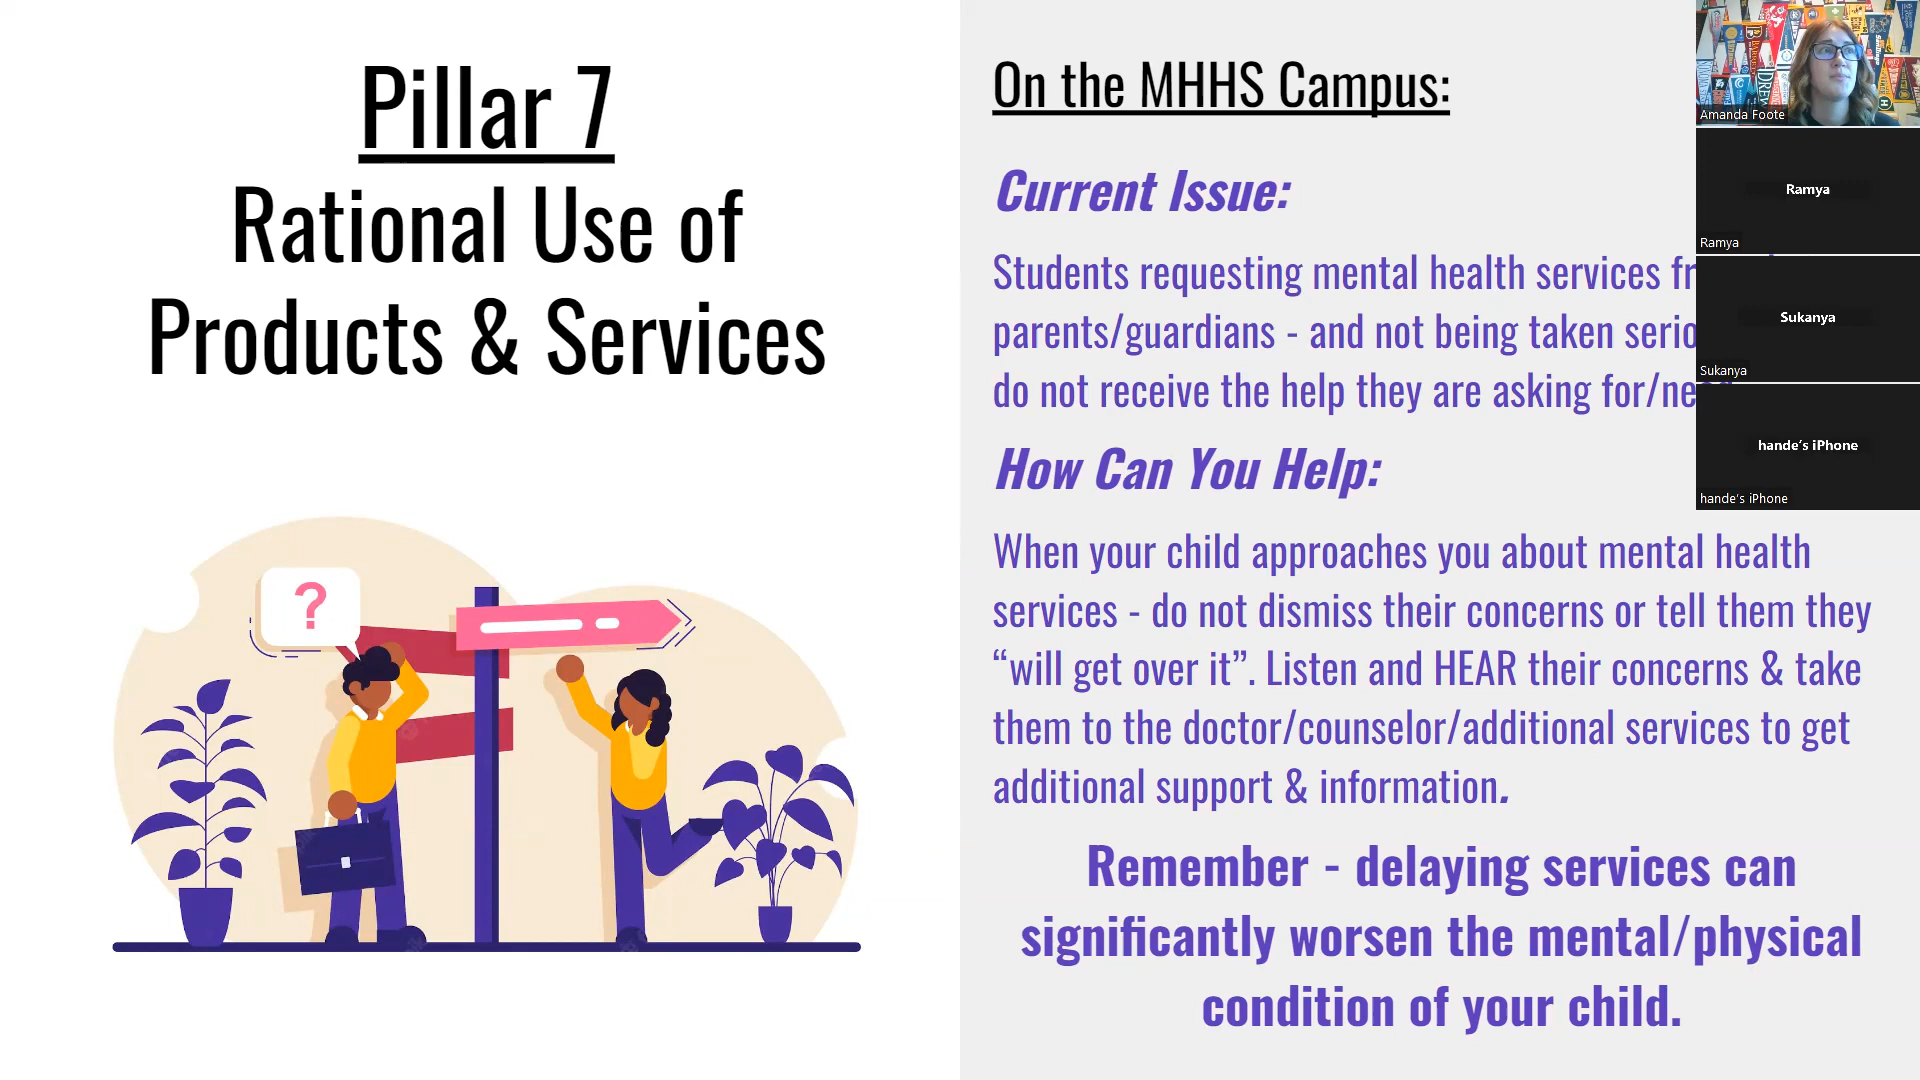 Pillar 7
Rational Use of
Products & Services
?
On the MHHS Campus:
Current Issue:
Students requesting mental health services
parents/guardians - and not being taken
do not receive the help they are asking
How Can You Help:
When your child approaches you about mental health
services - do not dismiss their concerns or tell them they
“will get over it”. Listen and HEAR their concerns & take
them to the doctor/counselor/additional services to get
additional support & information.
Remember - delaying services can
significantly worsen the mental/physical
condition of your child.
Amanda Foote
Ramya
Ramya
Sukanya
Sukanya
hande’s iPhone
hande's iPhone